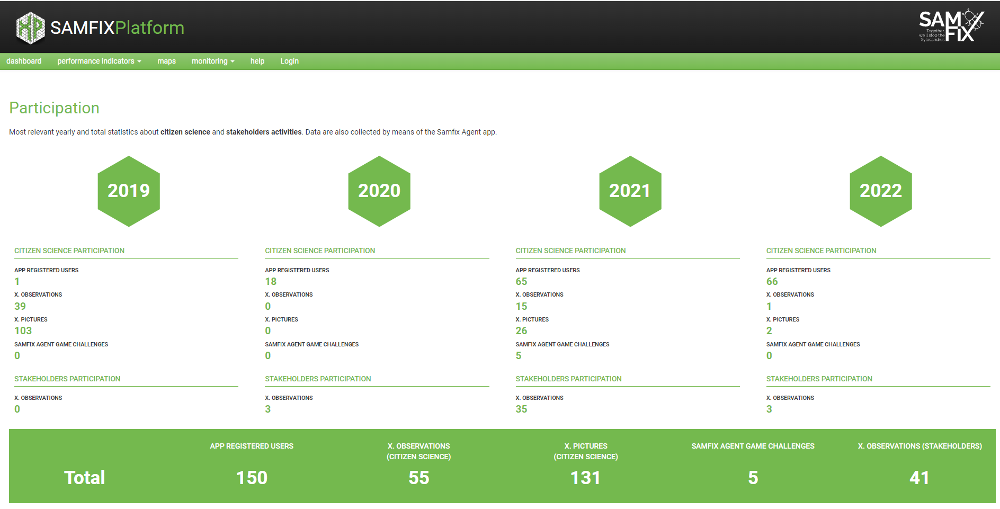 SAMFIXPlatform
SAM
FIX
Together,
we'll stop the
Xylosandrus
dashboard performance indicators maps monitoring help Login
Participation
Most relevant yearly and total statistics about citizen science and stakeholders activities. Data are also collected by means of the Samfix Agent app.
2019
CITIZEN SCIENCE PARTICIPATION
APP REGISTERED USERS
1
X. OBSERVATIONS
39
X. PICTURES
103
SAMFIX AGENT GAME CHALLENGES
0
STAKEHOLDERS PARTICIPATION
X. OBSERVATIONS
0
2020
CITIZEN SCIENCE PARTICIPATION
APP REGISTERED USERS
18
X. OBSERVATIONS
0
X. PICTURES
0
SAMFIX AGENT GAME CHALLENGES
0
STAKEHOLDERS PARTICIPATION
X. OBSERVATIONS
3
2021
CITIZEN SCIENCE PARTICIPATION
APP REGISTERED USERS
65
X. OBSERVATIONS
15
X. PICTURES
26
SAMFIX AGENT GAME CHALLENGES
5
STAKEHOLDERS PARTICIPATION
X. OBSERVATIONS
35
2022
CITIZEN SCIENCE PARTICIPATION
APP REGISTERED USERS
66
X. OBSERVATIONS
1
X. PICTURES
2
SAMFIX AGENT GAME CHALLENGES
0
STAKEHOLDERS PARTICIPATION
X. OBSERVATIONS
3
Total
APP REGISTERED USERS
150
X. OBSERVATIONS
(CITIZEN SCIENCE)
55
X. PICTURES
(CITIZEN SCIENCE)
131
SAMFIX AGENT GAME CHALLENGES
5
X. OBSERVATIONS (STAKEHOLDERS)
41